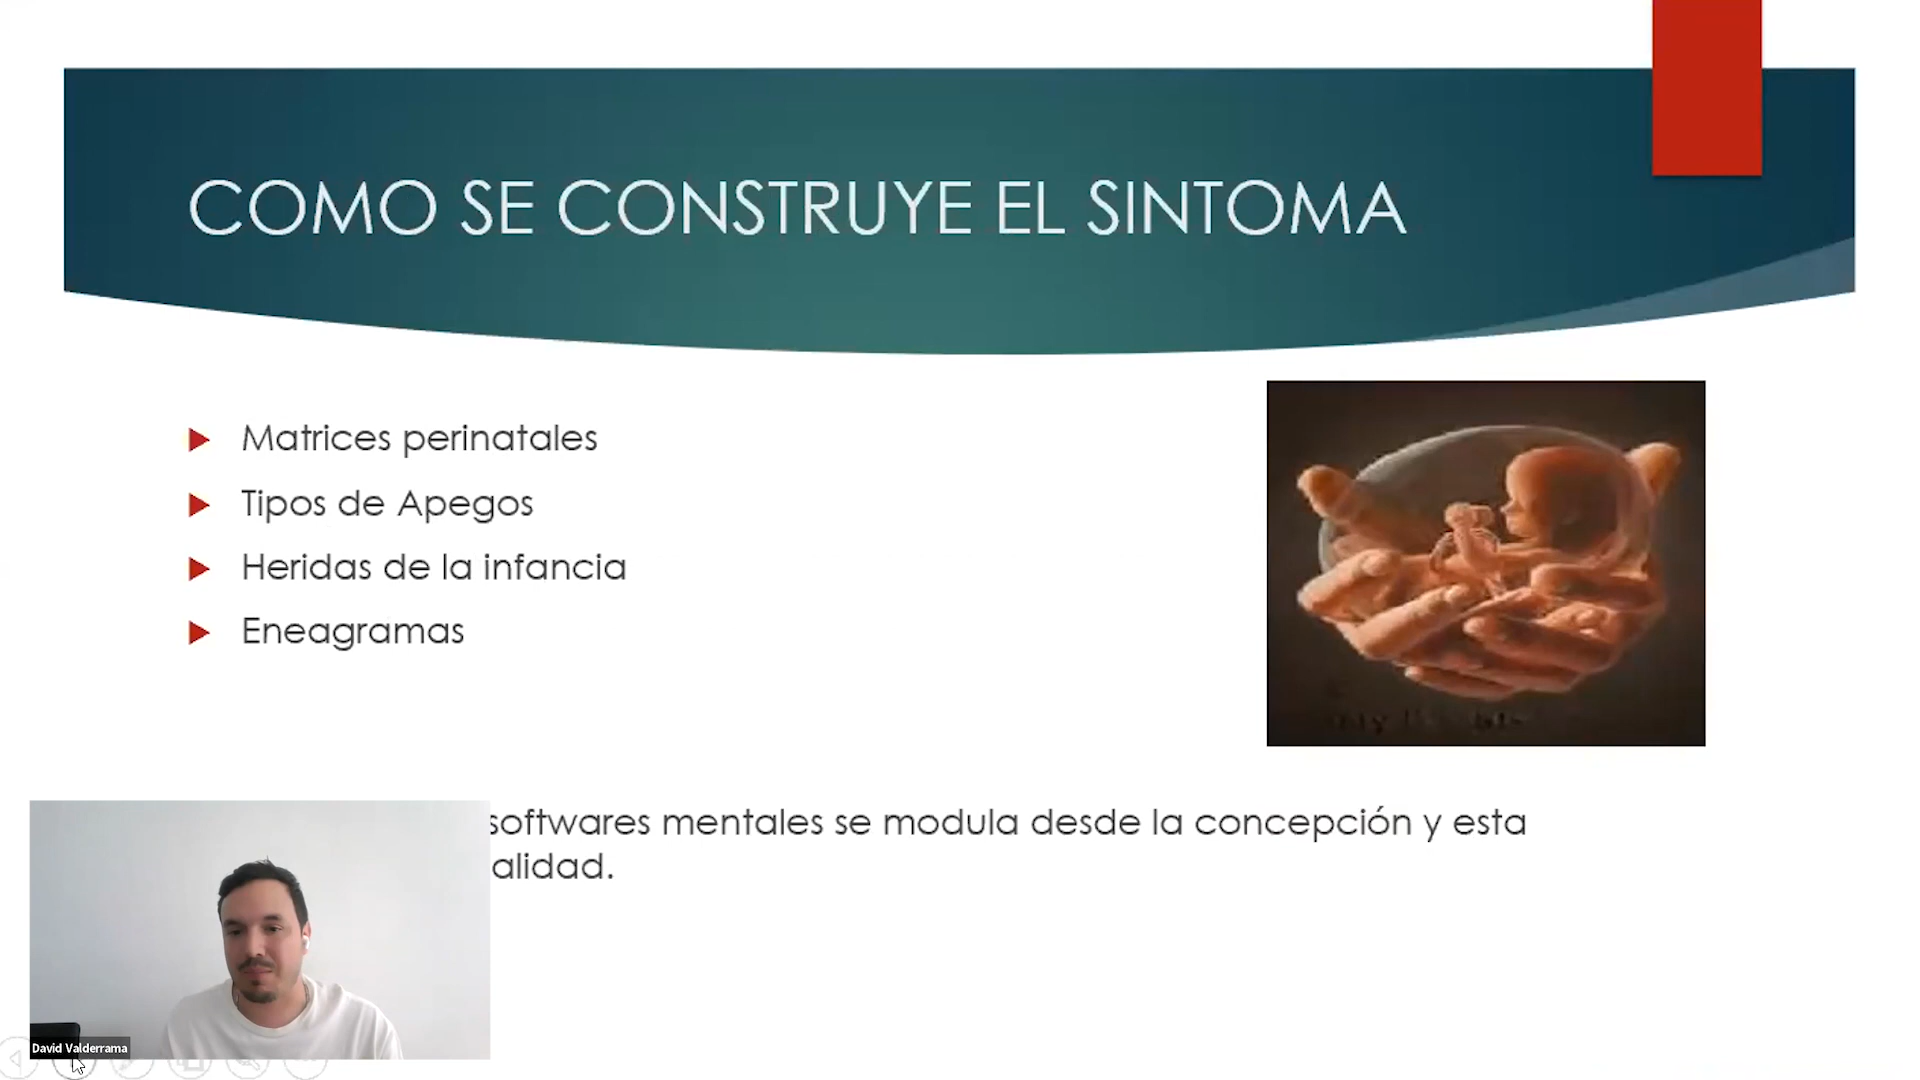 COMO SE CONSTRUYE EL SINTOMA
Matrices perinatales
Tipos de Apegos
Heridas de la infancia
Eneagramas
softwares mentales se modula desde la concepción y esta
alidad.
David Valderrama